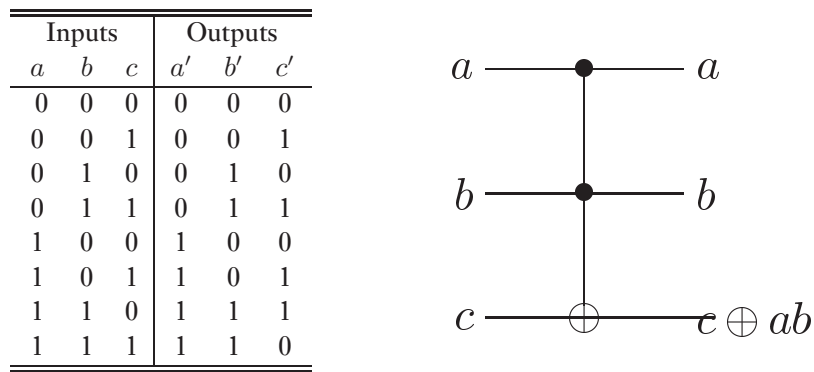 Inputs Outputs
a b c a′ b′ c′
0 0 0 0 0 0
0 0 1 0 0 1
0 1 0 0 1 0
0 1 1 0 1 1
1 0 0 1 0 0
1 0 1 1 0 1
1 1 0 1 1 1
1 1 1 1 1 0
a a
b b
c c ⊕ ab